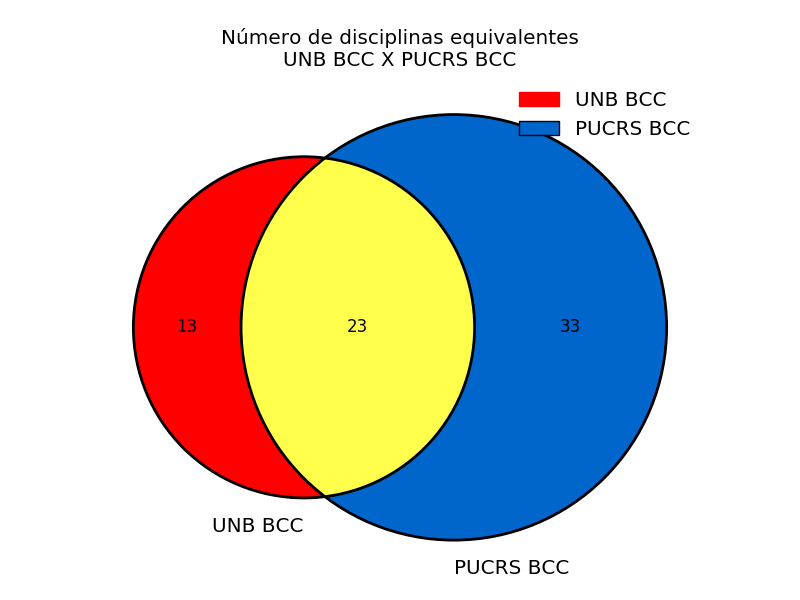 Número de disciplinas equivalentes
UNB BCC X PUCRS BCC
UNB BCC
PUCRS BCC
13
23
33
UNB BCC
PUCRS BCC